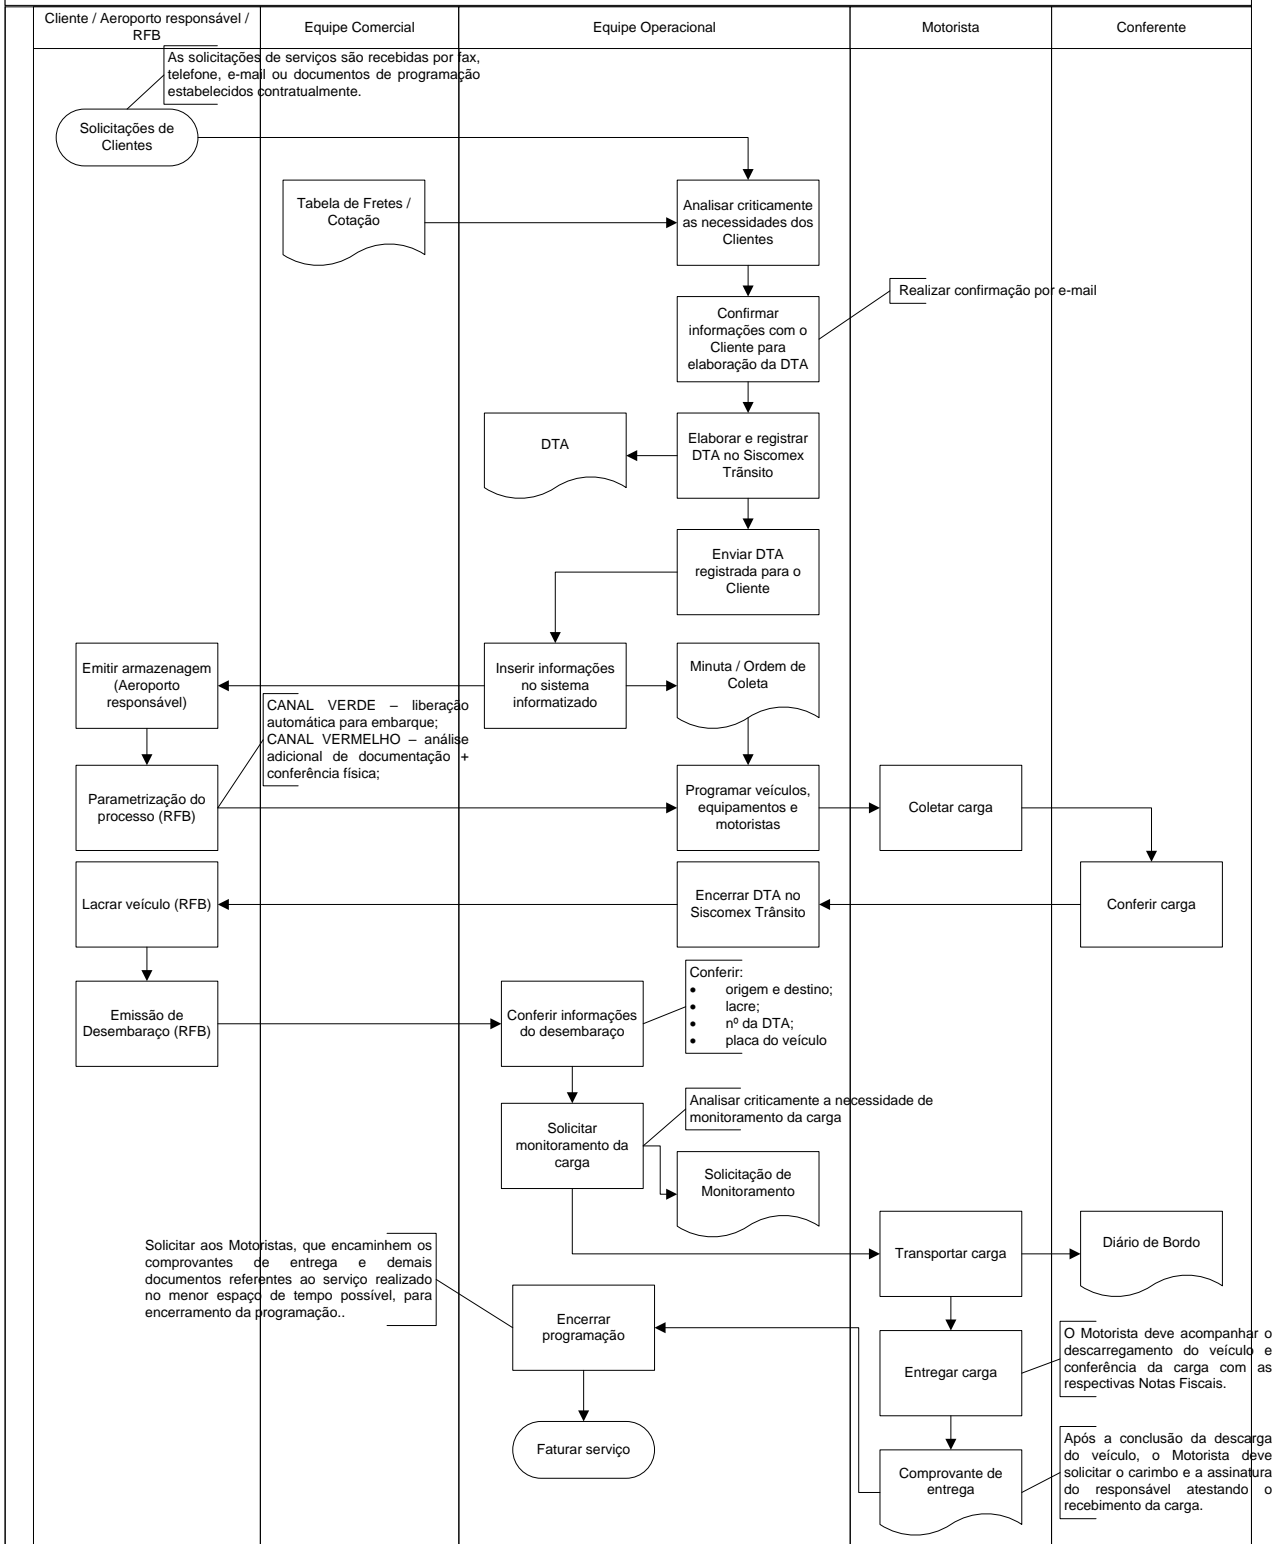 Cliente / Aeroporto responsável /
RFB
Equipe Comercial
Equipe Operacional
Motorista
Conferente
As solicitações de serviços são recebidas por fax,
telefone, e-mail ou documentos de programação
estabelecidos contratualmente.
Solicitações de
Clientes
Tabela de Fretes /
Cotação
Analisar criticamente
as necessidades dos
Clientes
Realizar confirmação por e-mail
Confirmar
informações com o
Cliente para
elaboração da DTA
DTA
Elaborar e registrar
DTA no Siscomex
Trãnsito
Enviar DTA
registrada para o
Cliente
Emitir armazenagem
(Aeroporto
responsável)
Inserir informações
no sistema
informatizado
Minuta / Ordem de
Coleta
CANAL VERDE – liberação
automática para embarque;
CANAL VERMELHO – análise
adicional de documentação +
conferência física;
Parametrização do
processo (RFB)
Programar veículos,
equipamentos e
motoristas
Coletar carga
Lacrar veículo (RFB)
Encerrar DTA no
Siscomex Trânsito
Conferir carga
Emissão de
Desembaraço (RFB)
Conferir informações
do desembaraço
Conferir:
• origem e destino;
• lacre;
• nº da DTA;
• placa do veículo
Solicitar
monitoramento da
carga
Analisar criticamente a necessidade de
monitoramento da carga
Solicitação de
Monitoramento
Transportar carga
Diário de Bordo
Solicitar aos Motoristas, que encaminhem os
comprovantes de entrega e demais
documentos referentes ao serviço realizado
no menor espaço de tempo possível, para
encerramento da programação..
Encerrar
programação
Entregar carga
O Motorista deve acompanhar o
descarregamento do veículo e
conferência da carga com as
respectivas Notas Fiscais.
Faturar serviço
Comprovante de
entrega
Após a conclusão da descarga
do veículo, o Motorista deve
solicitar o carimbo e a assinatura
do responsável atestando o
recebimento da carga.